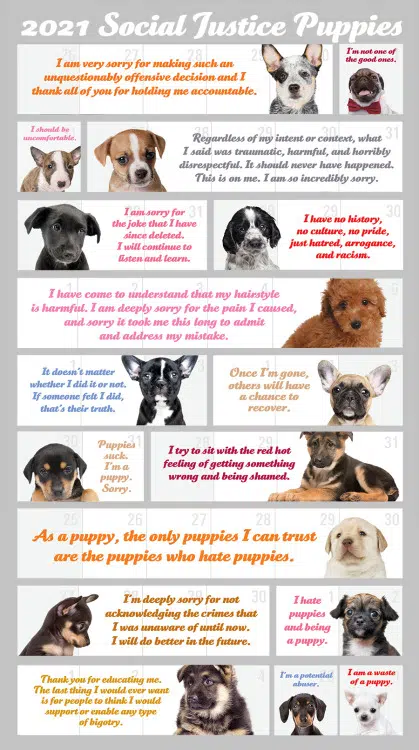 2021 Social Justice Puppies
I am very sorry for making such an
unquestionably offensive decision and I
thank all of you for holding me accountable.
I'm not one of
the good ones.
I should be
uncomfortable.
Regardless of my intent or context, what
I said was traumatic, harmful, and horribly
disrespectful. It should never have happened.
This is on me. I am so incredibly sorry.
I am sorry for
the joke that I have
since deleted.
I will continue to
listen and learn.
I have no history,
no culture, no pride,
just hatred, arrogance,
and racism.
I have come to understand that my hairstyle
is harmful. I am deeply sorry for the pain I caused,
and sorry it took me this long to admit
and address my mistake.
It doesn't matter
whether I did it or not.
If someone felt I did,
that's their truth.
Once I'm gone,
others will have
a chance to
recover.
Puppies
suck.
I'm a
puppy.
Sorry.
I try to sit with the red hot
feeling of getting something
wrong and being shamed.
As a puppy, the only puppies I can trust
are the puppies who hate puppies.
I'm deeply sorry for not
acknowledging the crimes that
I was unaware of until now.
I will do better in the future.
I hate
puppies
and being
a puppy.
Thank you for educating me.
The last thing I would ever want
is for people to think I would
support or enable any type
of bigotry.
I'm a potential
abuser.
I am a waste
of a puppy.